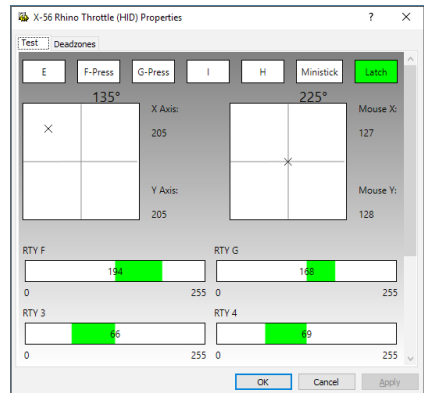 X-56 Rhino Throttle (HID) Properties
Test Deadzones
E F-Press G-Press I H Ministick Latch
135° 225°
X Axis: Mouse X:
205 127
Y Axis: Mouse Y:
205 128
RTY F RTY G
194 168
0 255 0 255
RTY 3 RTY 4
66 69
0 255 0 255
OK Cancel Apply